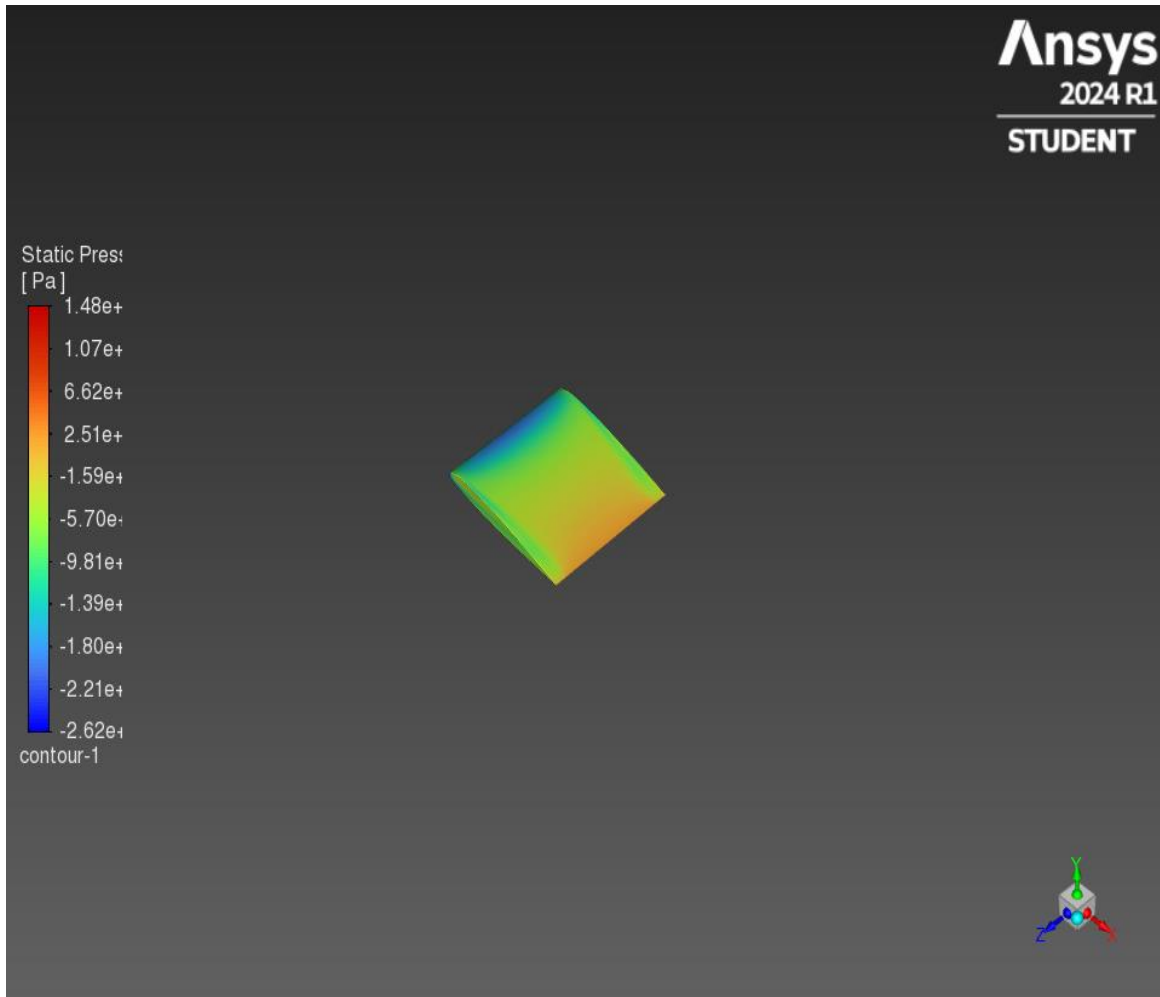 Ansys
2024 R1
STUDENT
Static Press
[ Pa ]
1.48e+
1.07e+
6.62e+
2.51e+
-1.59e+
-5.70e+
-9.81e+
-1.39e+
-1.80e+
-2.21e+
-2.62e+
contour-1
Y
Z
X